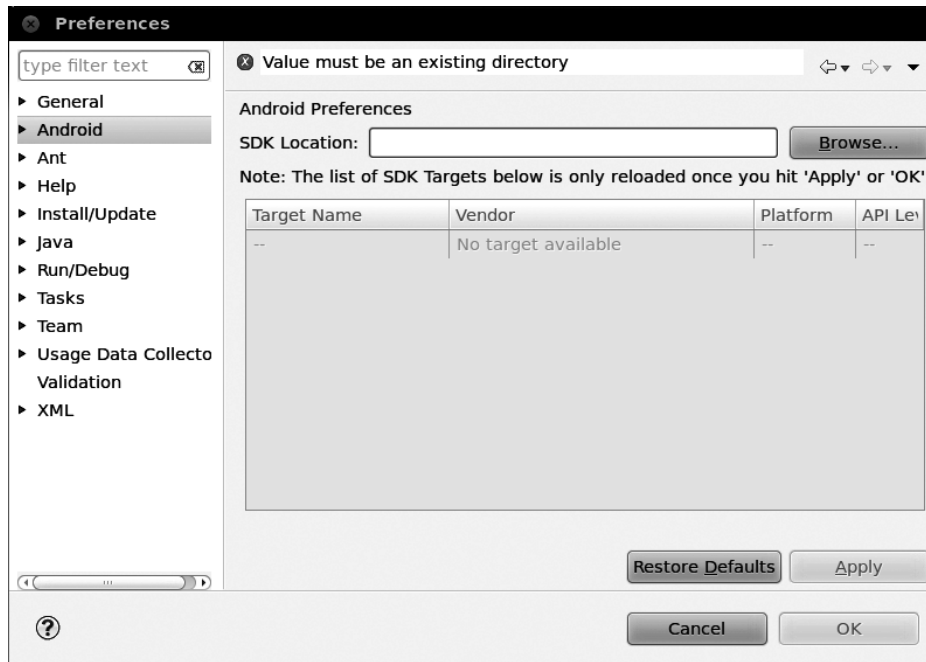 Preferences
type filter text
General
Android
Ant
Help
Install/Update
Java
Run/Debug
Tasks
Team
Usage Data Collecto
Validation
XML
Value must be an existing directory
Android Preferences
SDK Location: Browse...
Note: The list of SDK Targets below is only reloaded once you hit 'Apply' or 'OK'
Target Name Vendor Platform API Lev
-- No target available -- --
Restore Defaults Apply
Cancel OK